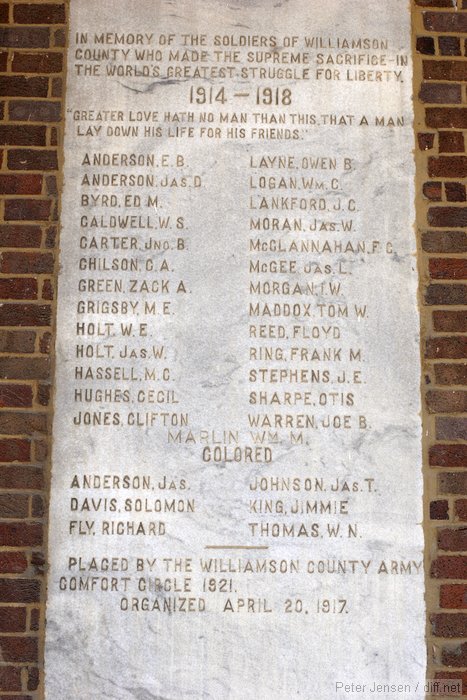 IN MEMORY OF THE SOLDIERS OF WILLIAMSON
COUNTY WHO MADE THE SUPREME SACRIFICE-IN
THE WORLD'S GREATEST STRUGGLE FOR LIBERTY.
1914 - 1918
"GREATER LOVE HATH NO MAN THAN THIS, THAT A MAN
LAY DOWN HIS LIFE FOR HIS FRIENDS."
ANDERSON, E. B.
ANDERSON, JAS. D.
BYRD, ED M.
CALDWELL, W. S.
CARTER, JNO. B.
CHILSON, C. A.
GREEN, ZACK A.
GRIGSBY, M. E.
HOLT, W. E.
HOLT, JAS. W.
HASSELL, M. C.
HUGHES, CECIL
JONES, CLIFTON
LAYNE, OWEN B.
LOGAN, WM. C.
LANKFORD, J. C.
MORAN, JAS. W.
MCCLANNAHAN, F. C.
MCGEE, JAS. L.
MORGAN, I. W.
MADDOX, TOM W.
REED, FLOYD
RING, FRANK M.
STEPHENS, J. E.
SHARPE, OTIS
WARREN, JOE B.
MARLIN WM. M.
COLORED
ANDERSON, JAS.
DAVIS, SOLOMON
FLY, RICHARD
JOHNSON, JAS. T.
KING, JIMMIE
THOMAS, W. N.
PLACED BY THE WILLIAMSON COUNTY ARMY
COMFORT CIRCLE 1921.
ORGANIZED APRIL 20, 1917.
Peter Jensen / diff.net